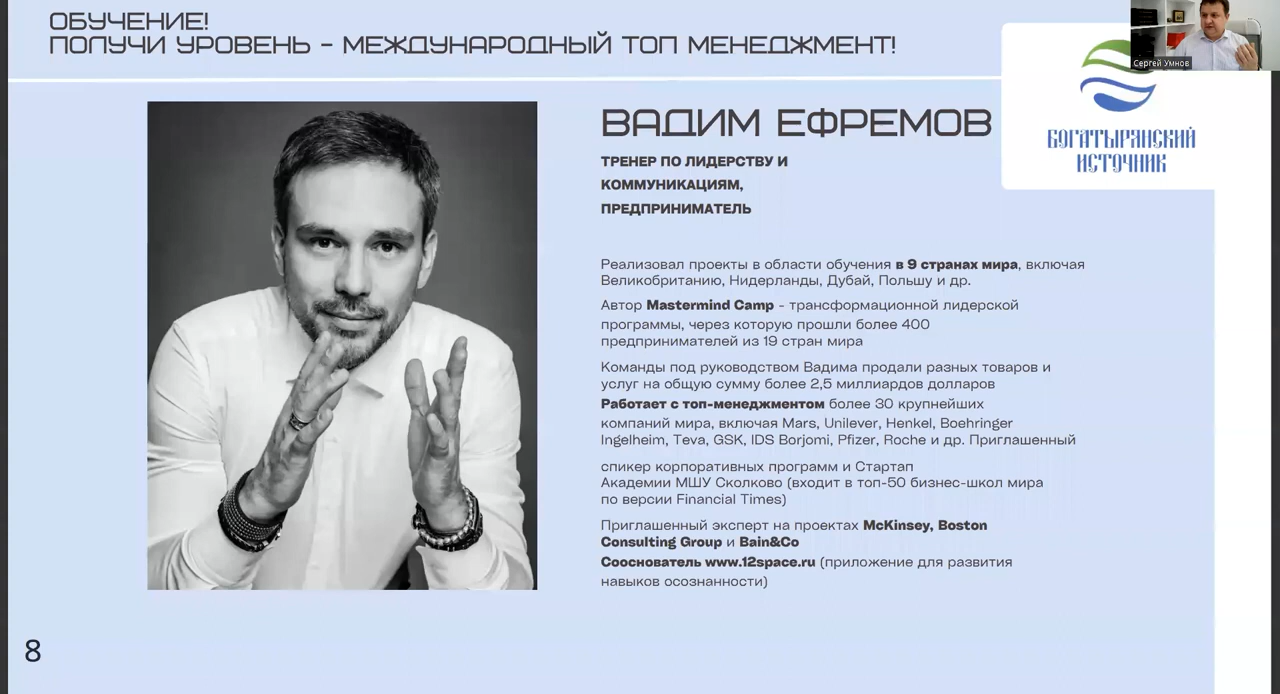 ОБУЧЕНИЕ!
ПОЛУЧИ УРОВЕНЬ - МЕЖДУНАРОДНЫЙ ТОП МЕНЕДЖМЕНТ!
Сергей Умнов
БОГАТЫРЯНСКИЙ
ИСТОЧНИК
ВАДИМ ЕФРЕМОВ
ТРЕНЕР ПО ЛИДЕРСТВУ И
КОММУНИКАЦИЯМ,
ПРЕДПРИНИМАТЕЛЬ
Реализовал проекты в области обучения в 9 странах мира, включая
Великобританию, Нидерланды, Дубай, Польшу и др.
Автор Mastermind Camp - трансформационной лидерской
программы, через которую прошли более 400
предпринимателей из 19 стран мира
Команды под руководством Вадима продали разных товаров и
услуг на общую сумму более 2,5 миллиардов долларов
Работает с топ-менеджментом более 30 крупнейших
компаний мира, включая Mars, Unilever, Henkel, Boehringer
Ingelheim, Teva, GSK, IDS Borjomi, Pfizer, Roche и др. Приглашенный
спикер корпоративных программ и Стартап
Академии МШУ Сколково (входит в топ-50 бизнес-школ мира
по версии Financial Times)
Приглашенный эксперт на проектах McKinsey, Boston
Consulting Group и Bain&Co
Сооснователь www.12space.ru (приложение для развития
навыков осознанности)
8